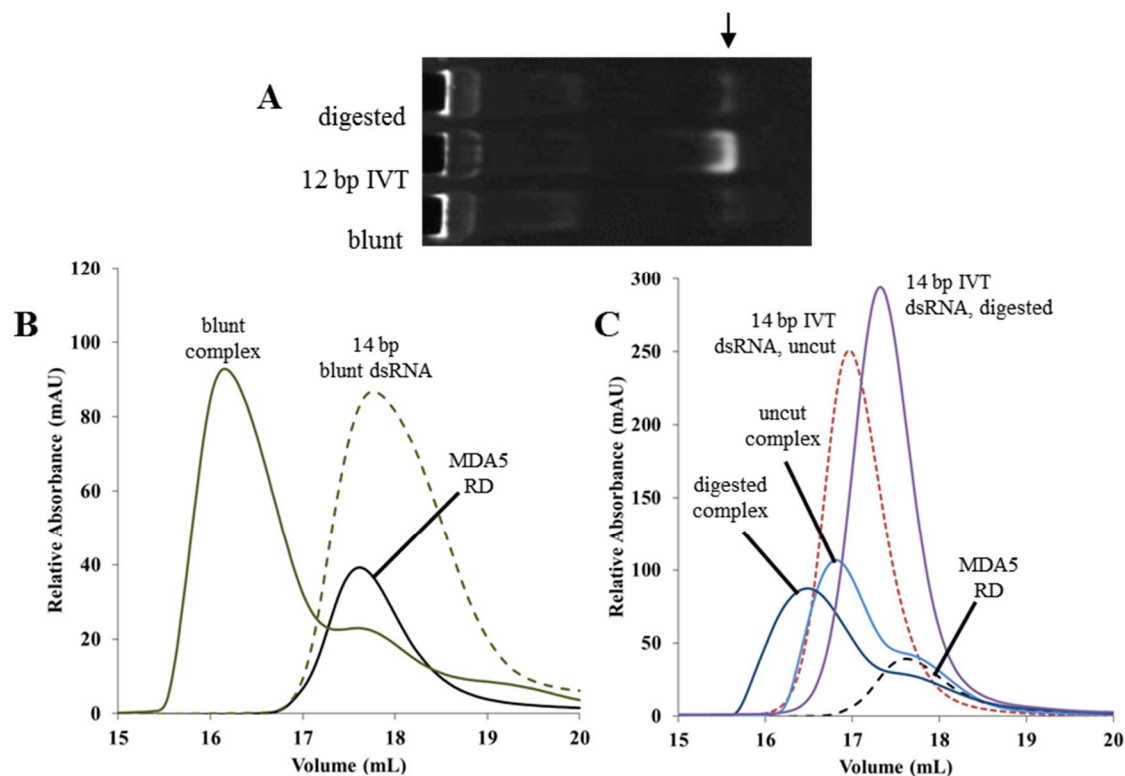 A
digested
12 bp IVT
blunt
B
120
100
80
60
40
20
0
Relative Absorbance (mAU)
blunt
complex
14 bp
blunt dsRNA
MDA5
RD
15 16 17 18 19 20
Volume (mL)
C
300
250
200
150
100
50
0
Relative Absorbance (mAU)
14 bp IVT
dsRNA, digested
14 bp IVT
dsRNA, uncut
uncut
complex
digested
complex
MDA5
RD
15 16 17 18 19 20
Volume (mL)